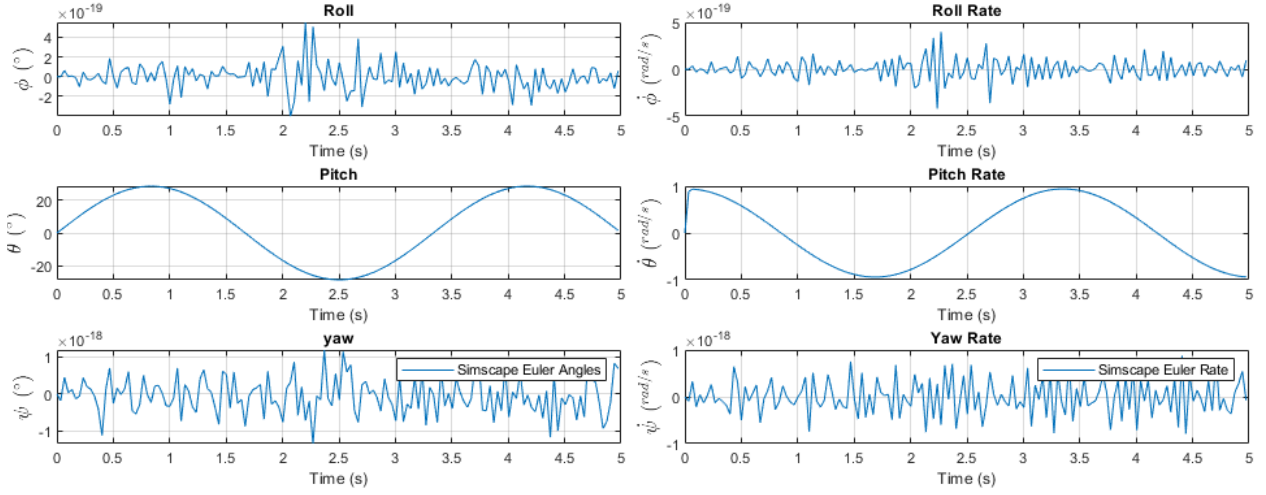 Roll
×10⁻¹⁹
4
2
0
-2
ϕ (°)
0 0.5 1 1.5 2 2.5 3 3.5 4 4.5 5
Time (s)
Roll Rate
×10⁻¹⁹
5
0
-5
ϕ̇ (rad/s)
0 0.5 1 1.5 2 2.5 3 3.5 4 4.5 5
Time (s)
Pitch
20
0
-20
θ (°)
0 0.5 1 1.5 2 2.5 3 3.5 4 4.5 5
Time (s)
Pitch Rate
1
0
-1
θ̇ (rad/s)
0 0.5 1 1.5 2 2.5 3 3.5 4 4.5 5
Time (s)
yaw
×10⁻¹⁸
1
0
-1
ψ (°)
Simscape Euler Angles
0 0.5 1 1.5 2 2.5 3 3.5 4 4.5 5
Time (s)
Yaw Rate
×10⁻¹⁸
1
0
-1
ψ̇ (rad/s)
Simscape Euler Rate
0 0.5 1 1.5 2 2.5 3 3.5 4 4.5 5
Time (s)